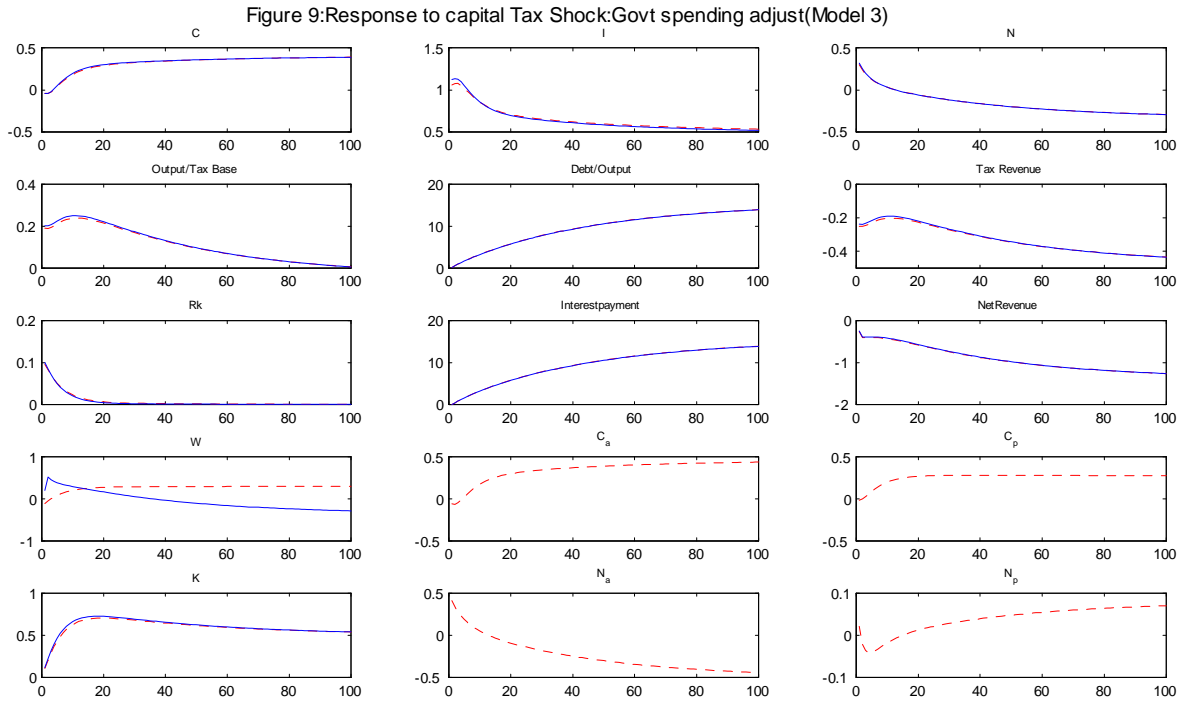 Figure 9:Response to capital Tax Shock:Govt spending adjust(Model 3)
C
I
N
0.5
0
-0.5
0 20 40 60 80 100
1.5
1
0.5
0 20 40 60 80 100
0.5
0
-0.5
0 20 40 60 80 100
Output/Tax Base
Debt/Output
Tax Revenue
0.4
0.2
0
0 20 40 60 80 100
20
10
0
0 20 40 60 80 100
0
-0.2
-0.4
0 20 40 60 80 100
Rk
Interestpayment
NetRevenue
0.2
0.1
0
0 20 40 60 80 100
20
10
0
0 20 40 60 80 100
0
-1
-2
0 20 40 60 80 100
W
C_a
C_p
1
0
-1
0 20 40 60 80 100
0.5
0
-0.5
0 20 40 60 80 100
0.5
0
-0.5
0 20 40 60 80 100
K
N_a
N_p
1
0.5
0
0 20 40 60 80 100
0.5
0
-0.5
0 20 40 60 80 100
0.1
0
-0.1
0 20 40 60 80 100